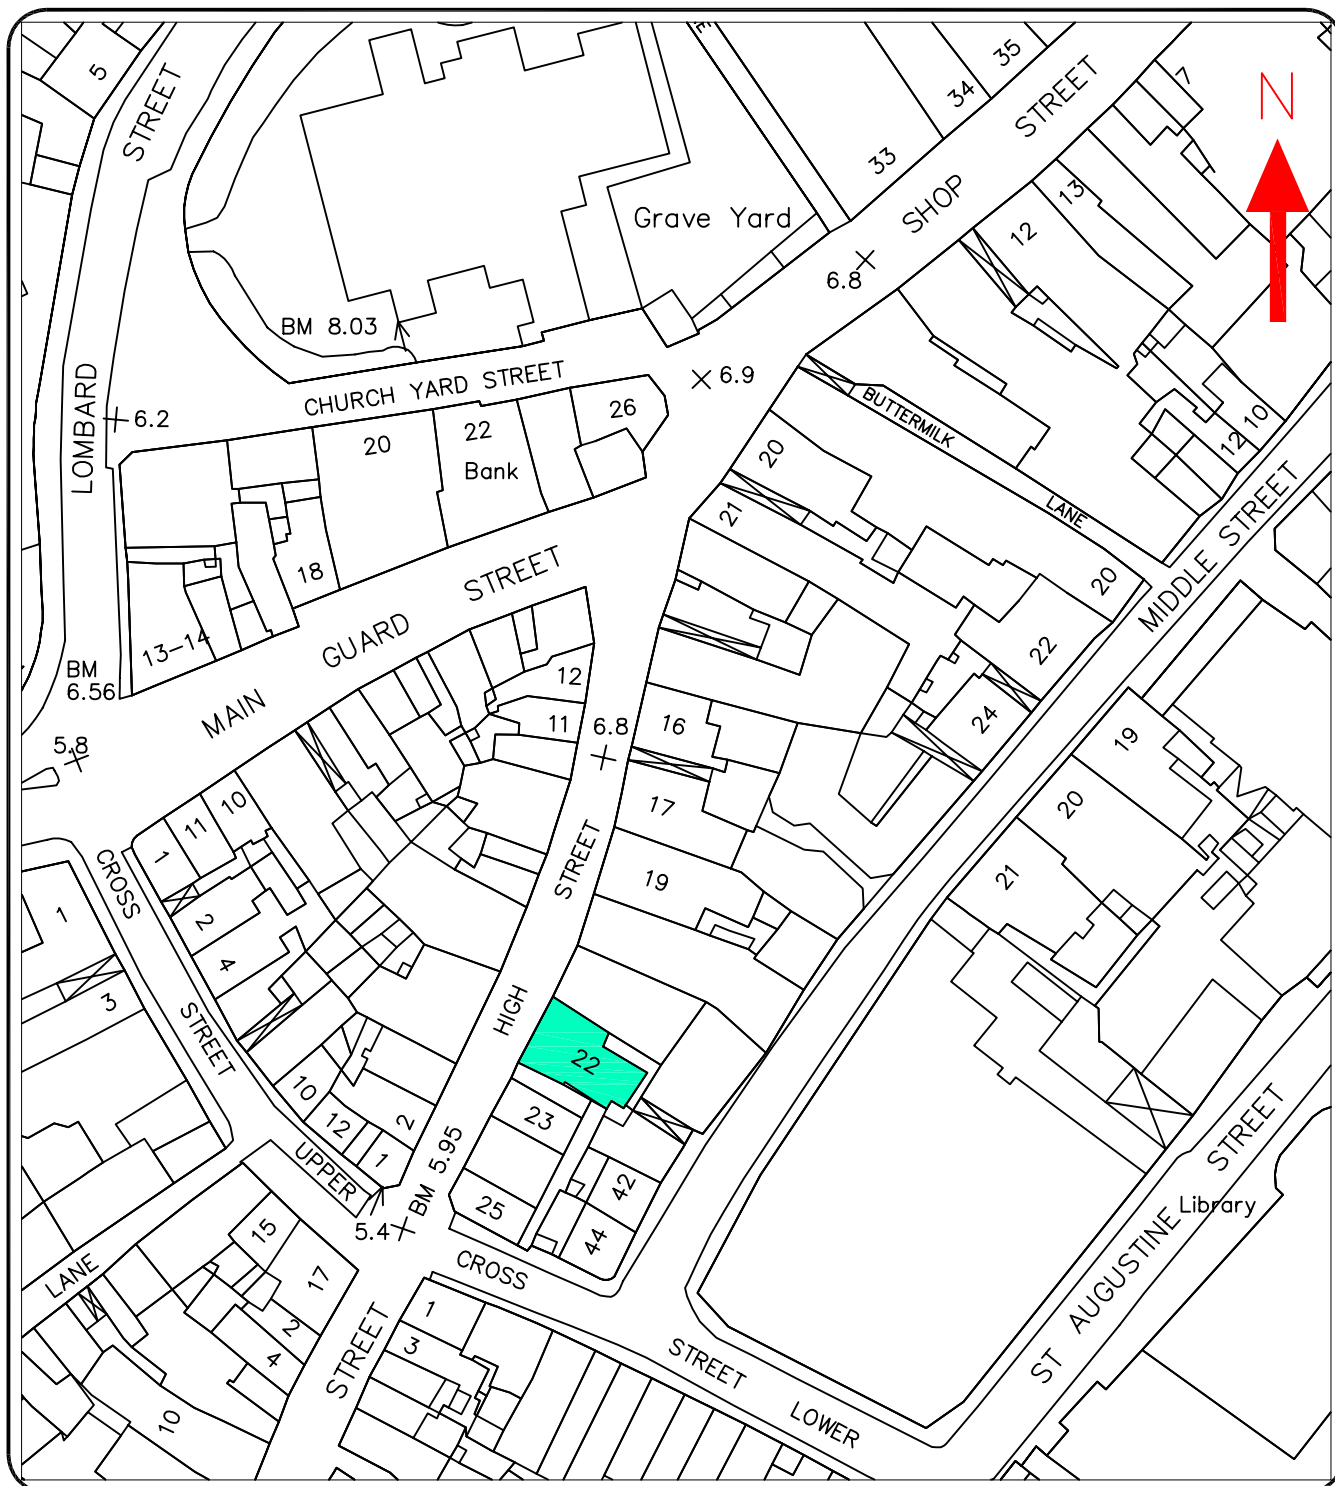 5
STREET
E
35
34
33
SHOP
STREET
7
N
13
12
Grave Yard
6.8
BM 8.03
CHURCH YARD STREET
6.9
LOMBARD
6.2
20
22
Bank
26
BUTTERMILK
LANE
10
12
20
21
MIDDLE STREET
18
13-14
BM
6.56
MAIN
GUARD
STREET
12
11
6.8
16
20
22
24
19
20
21
5.8
1
11
10
CROSS
STREET
2
4
1
3
17
STREET
19
HIGH
22
23
25
42
44
10
12
1
2
UPPER
BM 5.95
5.4
CROSS
STREET
LOWER
ST AUGUSTINE
STREET
Library
LANE
15
17
2
4
10
STREET
1
3